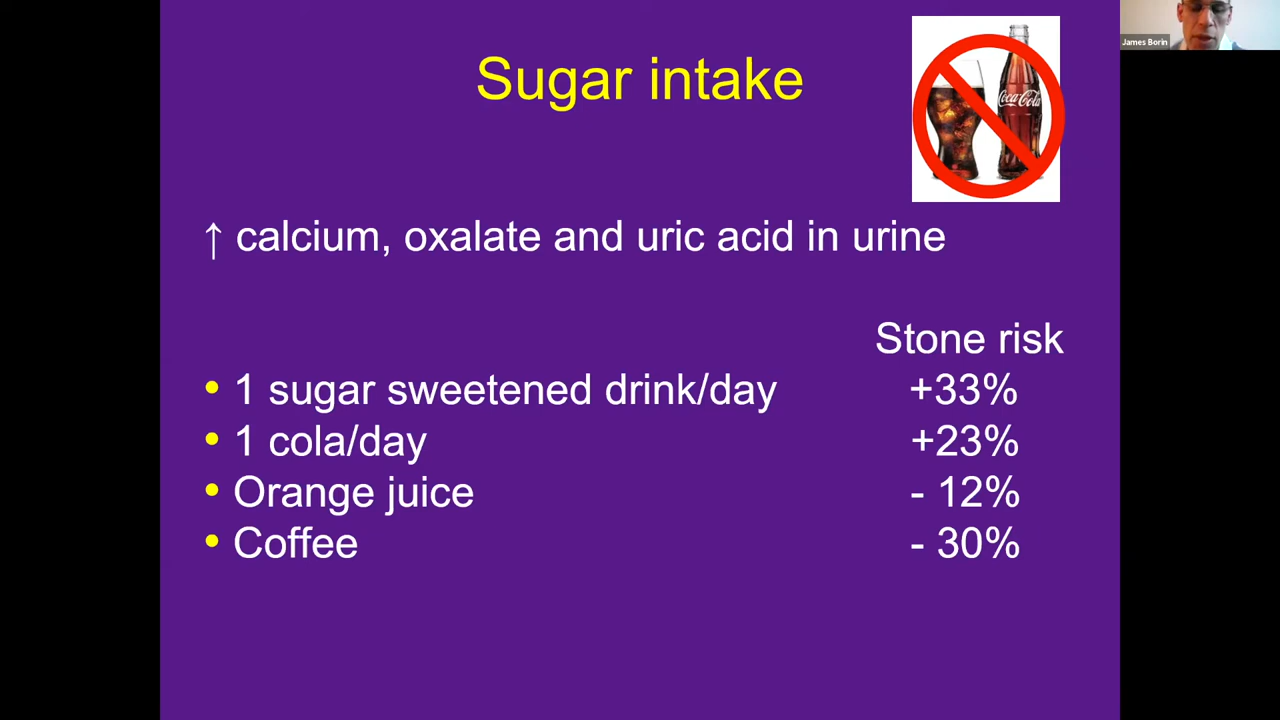 James Borin
Sugar intake
Coca-Cola
↑ calcium, oxalate and uric acid in urine
Stone risk
• 1 sugar sweetened drink/day +33%
• 1 cola/day +23%
• Orange juice - 12%
• Coffee - 30%